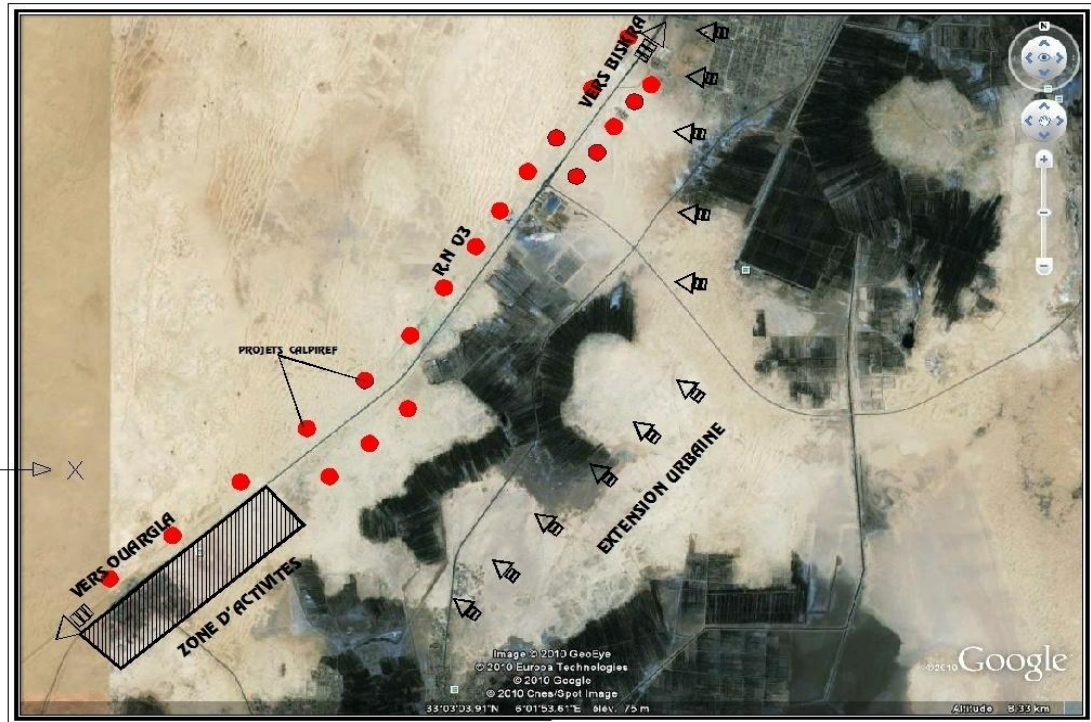 N
VERS BISKRA
R.N 03
PROJETS CALPIREF
EXTENSION URBAINE
VERS OUARGLA
ZONE D'ACTIVITES
X
Image © 2010 GeoEye
© 2010 Europa Technologies
© 2010 Google
© 2010 Cnes/Spot Image
©2010 Google
33°03'03.91"N 6°01'53.61"E élev. 75 m
Altitude 8.33 km